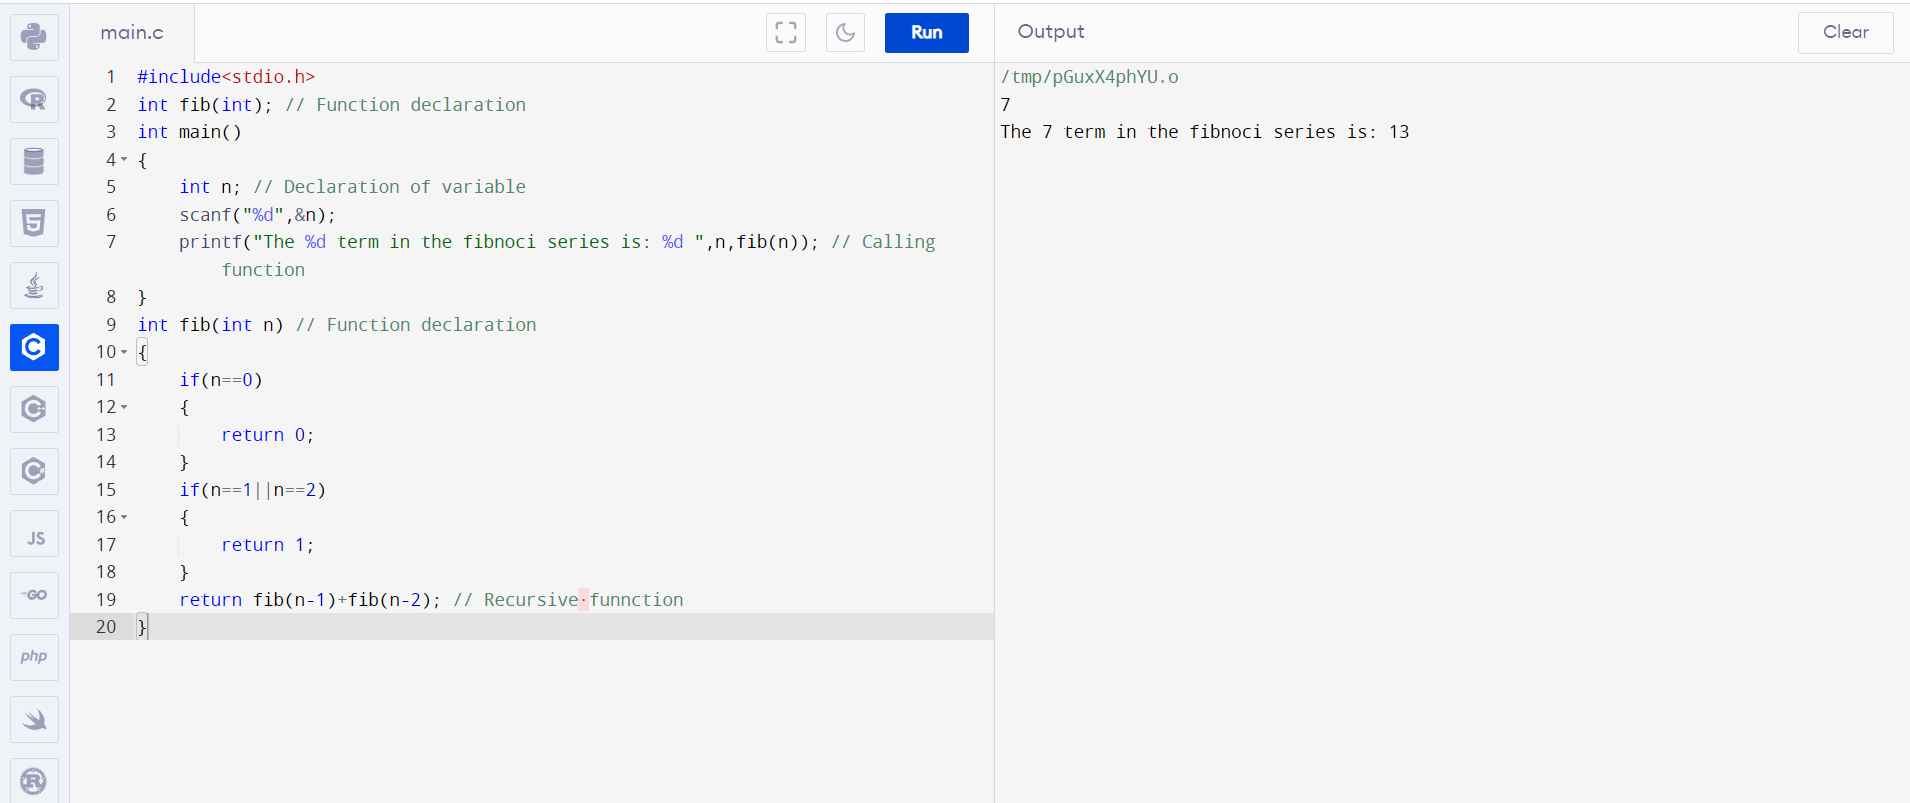 main.c
Run
Output
Clear
1 #include<stdio.h>
2 int fib(int); // Function declaration
3 int main()
4 {
5 int n; // Declaration of variable
6 scanf("%d",&n);
7 printf("The %d term in the fibnoci series is: %d ",n,fib(n)); // Calling
function
8 }
9 int fib(int n) // Function declaration
10 {
11 if(n==0)
12 {
13 return 0;
14 }
15 if(n==1||n==2)
16 {
17 return 1;
18 }
19 return fib(n-1)+fib(n-2); // Recursive·funnction
20 }
/tmp/pGuxX4phYU.o
7
The 7 term in the fibnoci series is: 13
R
5
C
C
C#
JS
GO
php
R